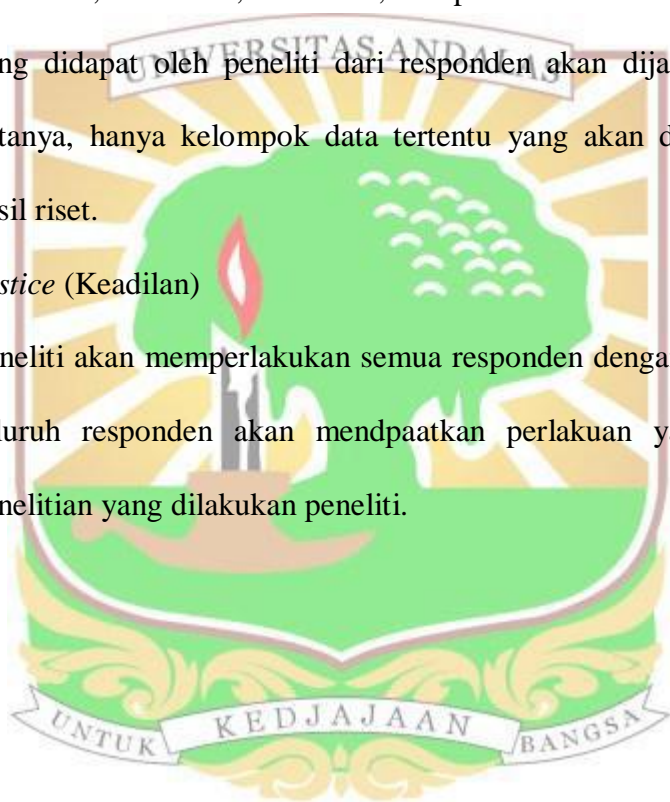 UNIVERSITAS ANDALAS
ng didapat oleh peneliti dari responden akan dija
tanya, hanya kelompok data tertentu yang akan d
sil riset.
stice (Keadilan)
neliti akan memperlakukan semua responden denga
luruh responden akan mendpaatkan perlakuan y
nelitian yang dilakukan peneliti.
UNTUK KEDJAJAAN BANGSA